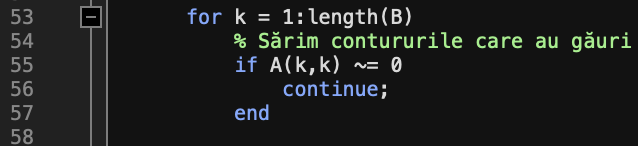 53 for k = 1:length(B)
54 % Sărim contururile care au găuri
55 if A(k,k) ~= 0
56 continue;
57 end
58